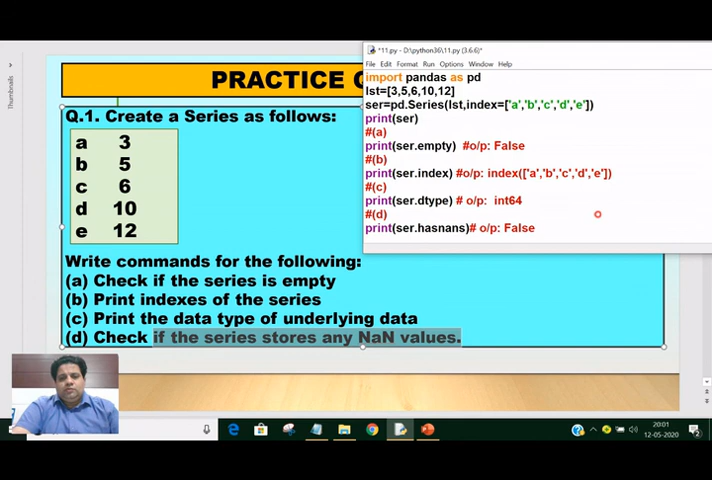 *11.py - D:\python36\11.py (3.6.6)*
File Edit Format Run Options Window Help
import pandas as pd
lst=[3,5,6,10,12]
ser=pd.Series(lst,index=['a','b','c','d','e'])
print(ser)
#(a)
print(ser.empty) #o/p: False
#(b)
print(ser.index) #o/p: index(['a','b','c','d','e'])
#(c)
print(ser.dtype) # o/p: int64
#(d)
print(ser.hasnans)# o/p: False
Thumbnails
PRACTICE
Q.1. Create a Series as follows:
a 3
b 5
c 6
d 10
e 12
Write commands for the following:
(a) Check if the series is empty
(b) Print indexes of the series
(c) Print the data type of underlying data
(d) Check if the series stores any NaN values.
20:01
12-05-2020